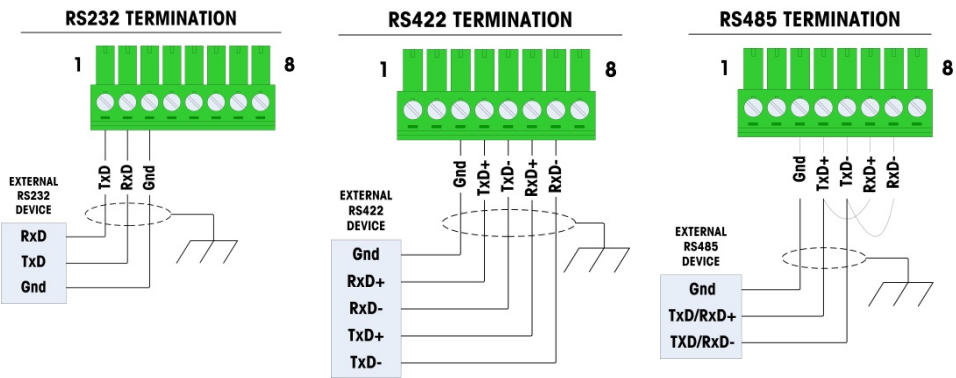 RS232 TERMINATION
1
8
TxD
RxD
Gnd
EXTERNAL
RS232
DEVICE
RxD
TxD
Gnd
RS422 TERMINATION
1
8
Gnd
TxD+
TxD-
RxD+
RxD-
EXTERNAL
RS422
DEVICE
Gnd
RxD+
RxD-
TxD+
TxD-
RS485 TERMINATION
1
8
Gnd
TxD+
TxD-
RxD+
RxD-
EXTERNAL
RS485
DEVICE
Gnd
TxD/RxD+
TXD/RxD-